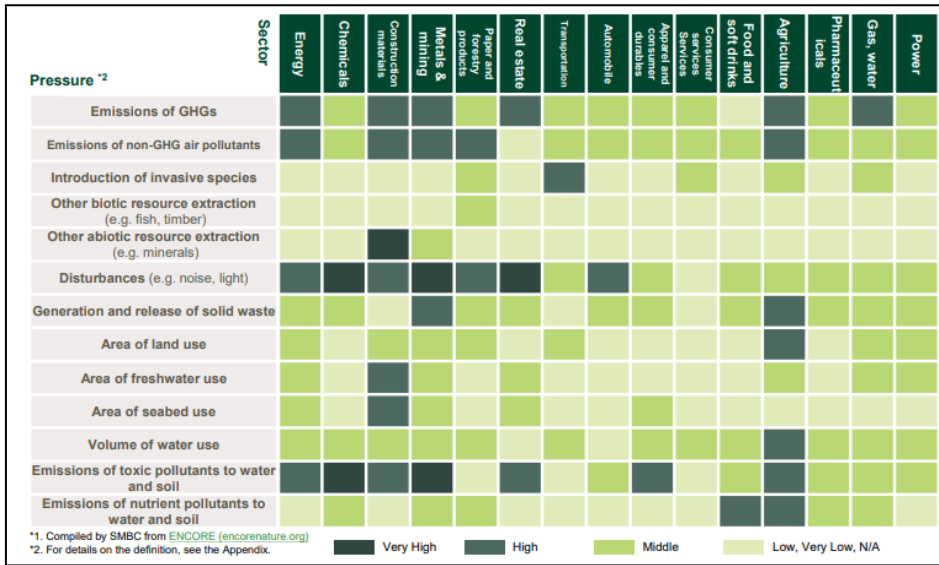 Sector
Energy
Chemicals
Construction
materials
Metals &
mining
Paper and
forestry
products
Real estate
Transportation
Automobile
Apparel and
consumer
durables
Consumer
services
Services
Food and
soft drinks
Agriculture
Pharmaceut
icals
Gas, water
Power
Pressure *2
Emissions of GHGs
Emissions of non-GHG air pollutants
Introduction of invasive species
Other biotic resource extraction
(e.g. fish, timber)
Other abiotic resource extraction
(e.g. minerals)
Disturbances (e.g. noise, light)
Generation and release of solid waste
Area of land use
Area of freshwater use
Area of seabed use
Volume of water use
Emissions of toxic pollutants to water
and soil
Emissions of nutrient pollutants to
water and soil
*1. Compiled by SMBC from ENCORE (encorenature.org)
*2. For details on the definition, see the Appendix.
Very High
High
Middle
Low, Very Low, N/A